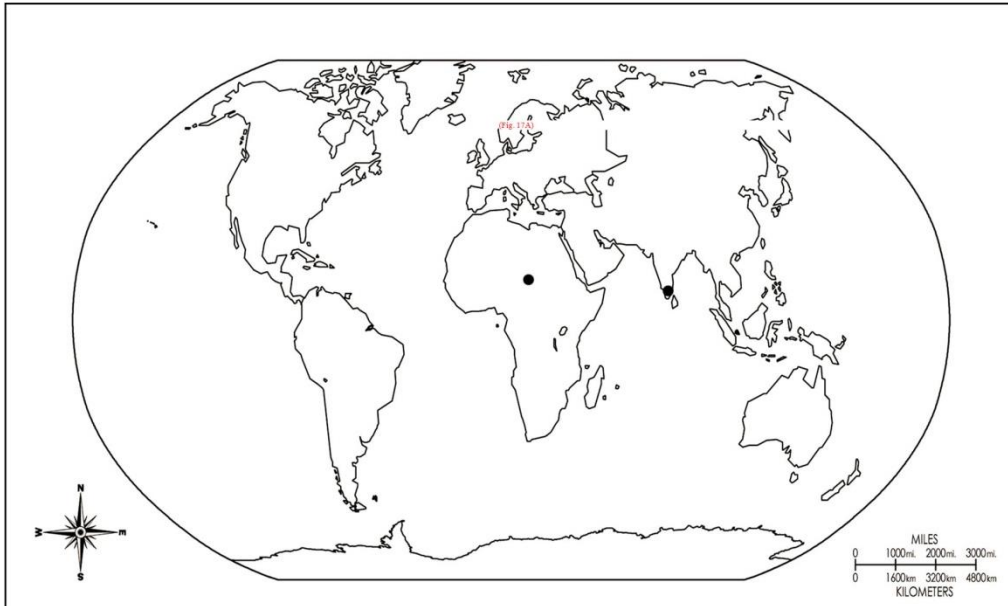 (Fig. 17A)
N
W
E
S
MILES
0 1000mi. 2000mi. 3000mi.
0 1600km 3200km 4800km
KILOMETERS